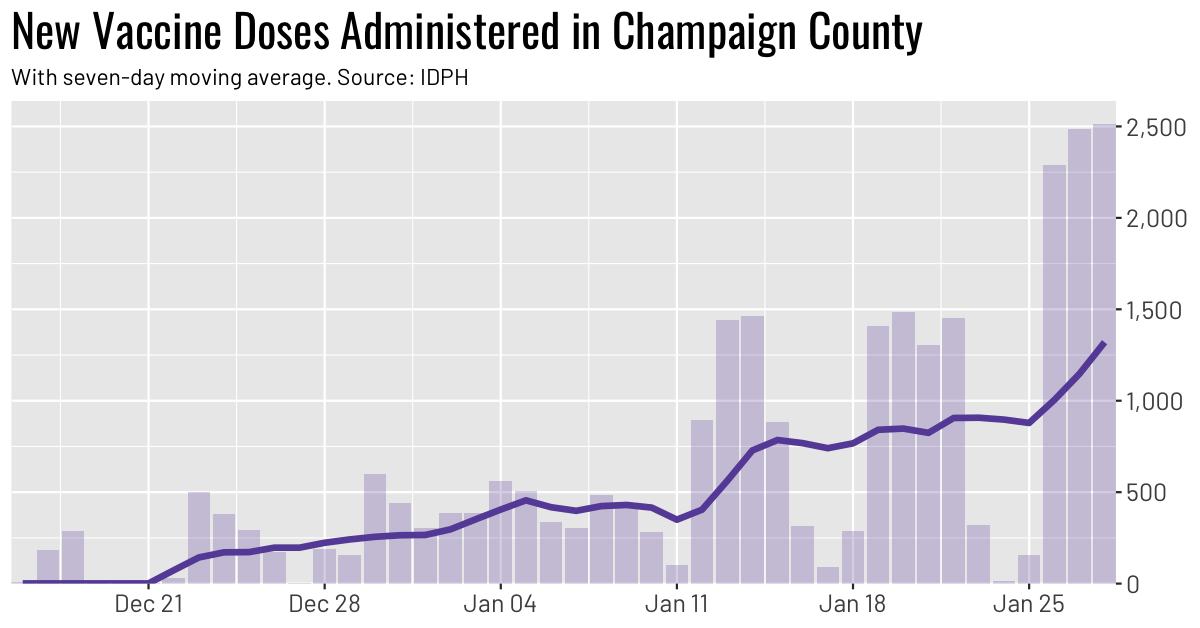 New Vaccine Doses Administered in Champaign County
With seven-day moving average. Source: IDPH
2,500
2,000
1,500
1,000
500
0
Dec 21 Dec 28 Jan 04 Jan 11 Jan 18 Jan 25